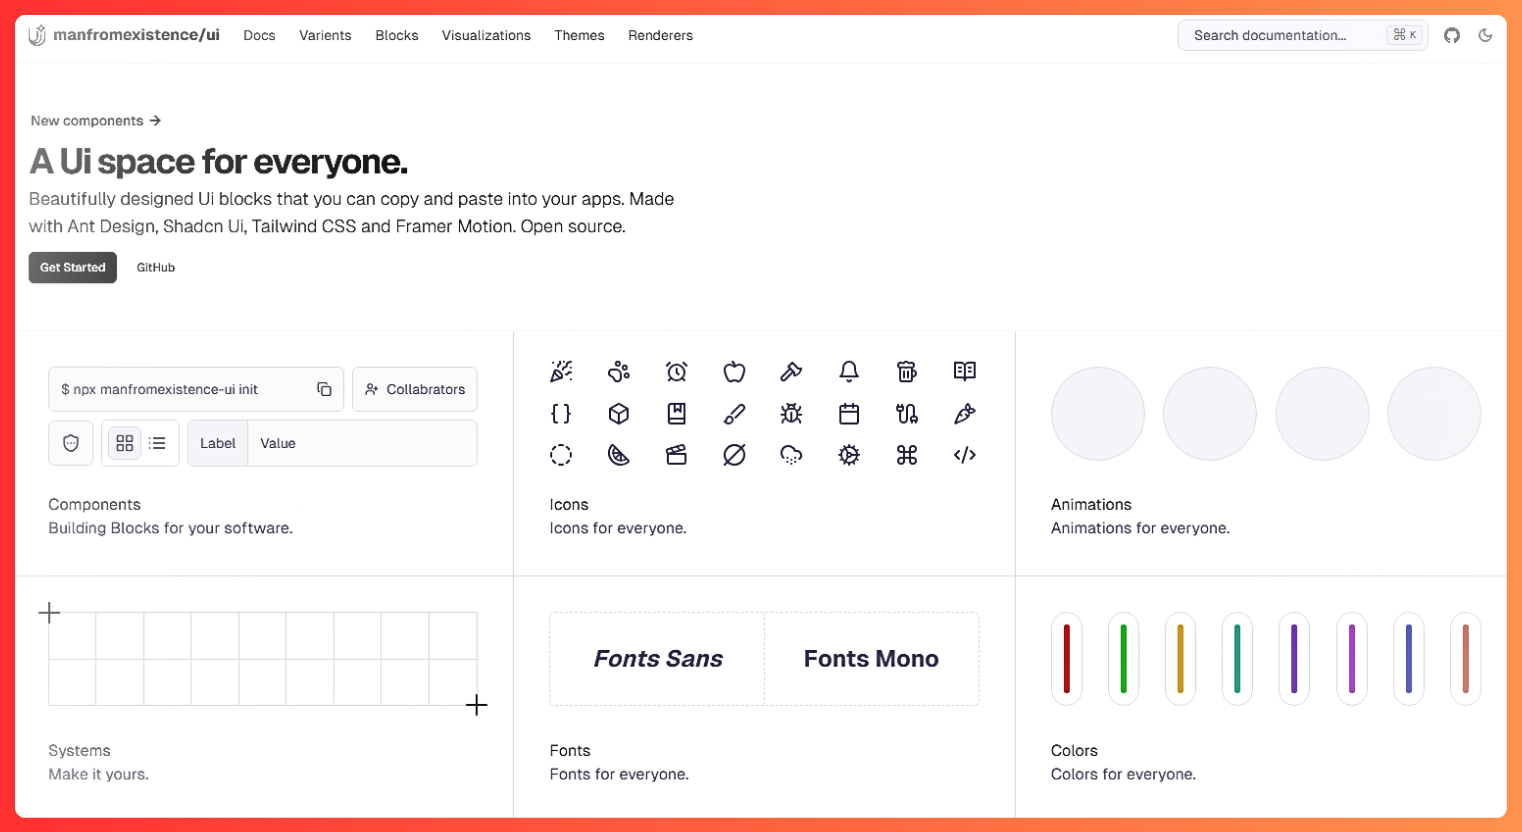 manfromexistence/ui
Docs
Varients
Blocks
Visualizations
Themes
Renderers
Search documentation...
⌘ K
New components →
A Ui space for everyone.
Beautifully designed Ui blocks that you can copy and paste into your apps. Made
with Ant Design, Shadcn Ui, Tailwind CSS and Framer Motion. Open source.
Get Started
GitHub
$ npx manfromexistence-ui init
Collabrators
Label
Value
Components
Building Blocks for your software.
Icons
Icons for everyone.
Animations
Animations for everyone.
Systems
Make it yours.
Fonts Sans
Fonts Mono
Fonts
Fonts for everyone.
Colors
Colors for everyone.